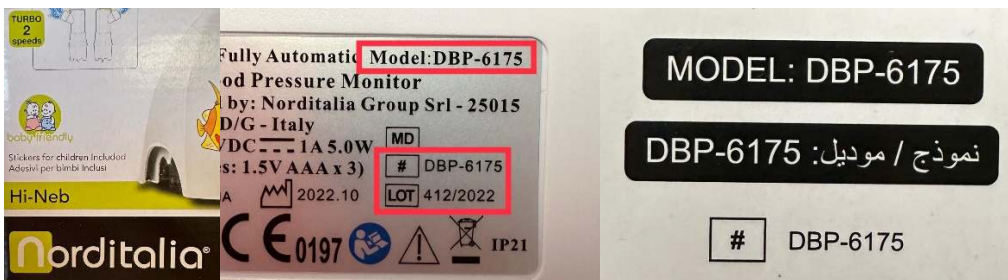 TURBO
2
speeds
baby friendly
Stickers for children Included
Adesivi per bimbi Inclusi
Hi-Neb
Norditalia®
Fully Automatic Model:DBP-6175
Pressure Monitor
by: Norditalia Group Srl - 25015
D/G - Italy
1A 5.0W MD
1.5V AAA x 3) # DBP-6175
2022.10 LOT 412/2022
CE 0197 IP21
MODEL: DBP-6175
نموذج / موديل: DBP-6175
# DBP-6175